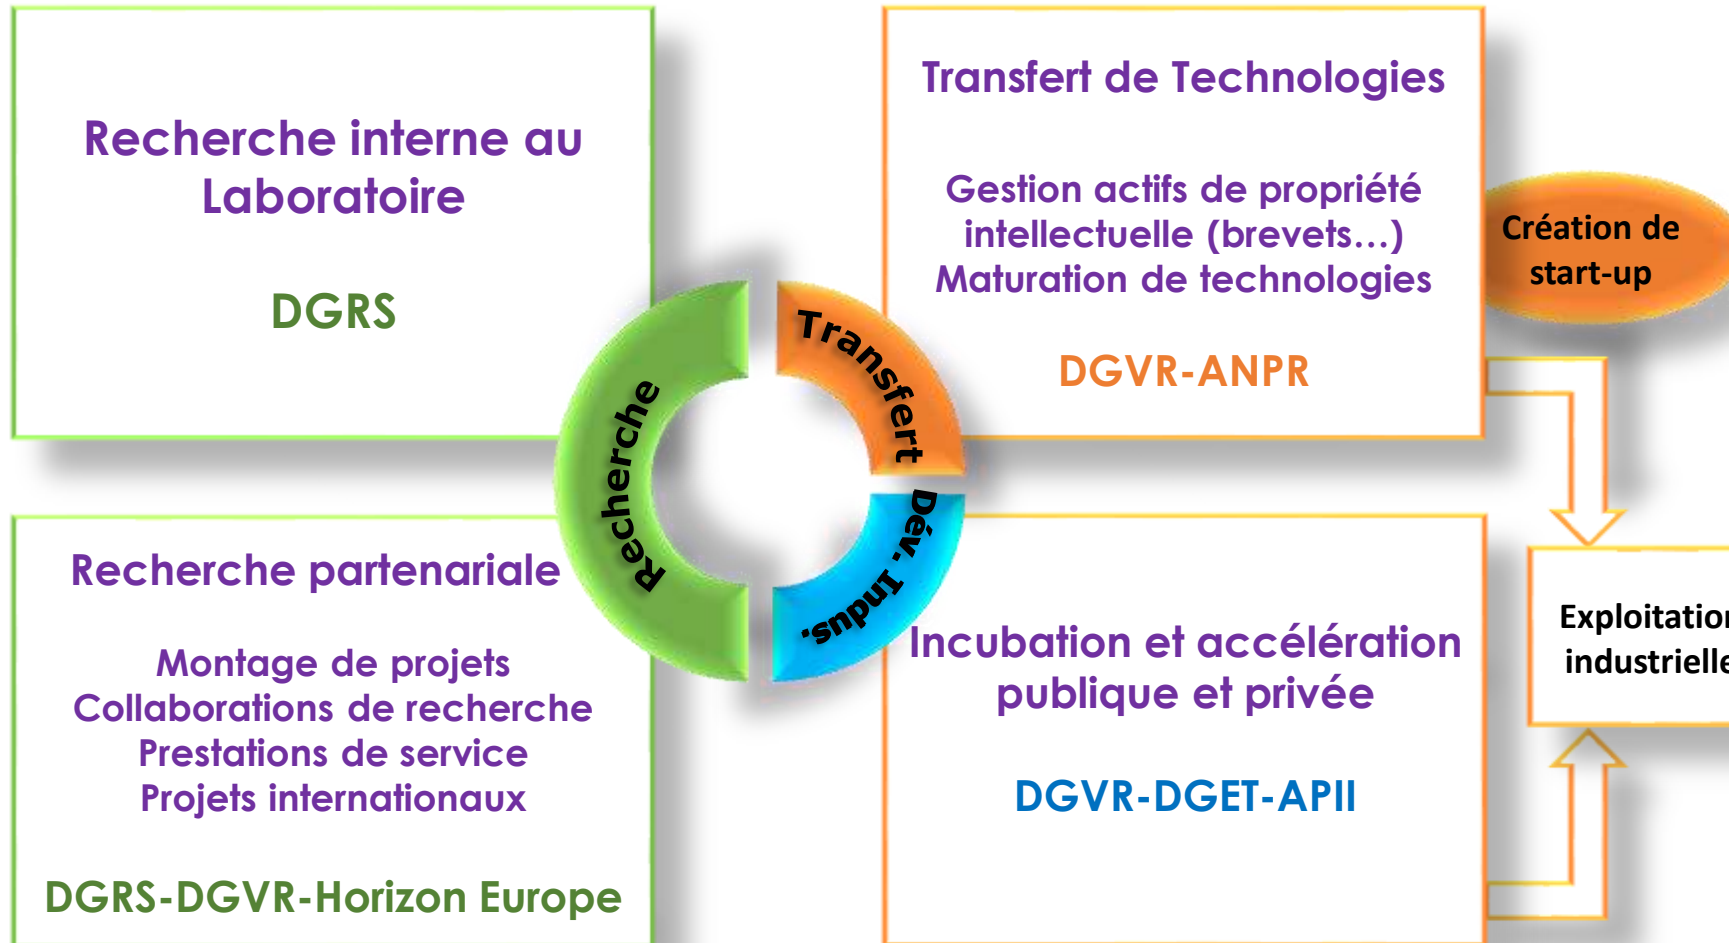 Recherche interne au
Laboratoire
DGRS
Transfert de Technologies
Gestion actifs de propriété
intellectuelle (brevets…)
Maturation de technologies
DGVR-ANPR
Création de
start-up
Recherche
Transfert
Dév. Indus.
Recherche partenariale
Montage de projets
Collaborations de recherche
Prestations de service
Projets internationaux
DGRS-DGVR-Horizon Europe
Incubation et accélération
publique et privée
DGVR-DGET-APII
Exploitation
industrielle